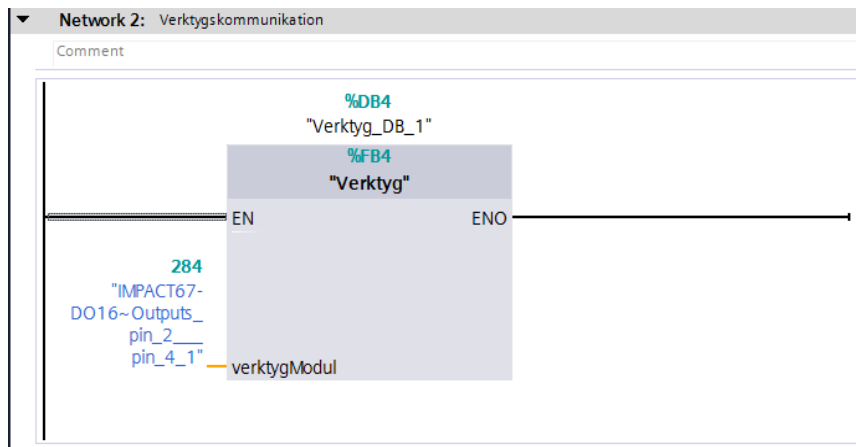 Network 2: Verktygskommunikation
Comment
%DB4
"Verktyg_DB_1"
%FB4
"Verktyg"
EN ENO
284
"IMPACT67-
DO16~Outputs_
pin_2___
pin_4_1"
verktygModul